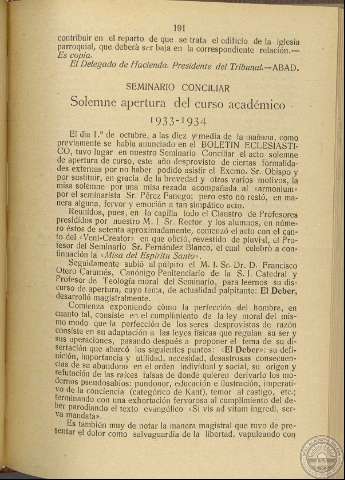 191
contribuir en el reparto de que se trata el edificio de la iglesia
parroquial, que deberá ser baja en la correspondiente relación.—
Es copia.
El Delegado de Hacienda. Presidente del Tribunal.—ABAD.
SEMINARIO CONCILIAR
Solemne apertura del curso académico
1933-1934
El día 1.º de octubre, a las diez y media de la mañana, como
previamente se había anunciado en el BOLETIN ECLESIASTI-
CO, tuvo lugar en nuestro Seminario Conciliar el acto solemne
de apertura de curso, este año desprovisto de ciertas formalida-
des externas por no haber podido asistir el Excmo. Sr. Obispo y
por sustituir, en gracia de la brevedad y otros varios motivos, la
misa solemne por una misa rezada acompañada al «armonium»
por el seminarista Sr. Pérez Fanego: pero esto no restó, en ma-
nera alguna, fervor y emoción a tan simpático acto.
Reunidos, pues, en la capilla todo el Claustro de Profesores
presididos por nuestro M. I. Sr. Rector y los alumnos, en núme-
ro éstos de setenta aproximadamente, comenzó el acto con el can-
to del «Veni-Creator» en que ofició, revestido de pluvial, el Pro-
fesor del Seminario Sr. Fernández Blanco, el cual celebró a con-
tinuación la «Misa del Espíritu Santo».
Seguidamente subió al púlpito el M. I. Sr. Dr. D. Francisco
Otero Caramés, Canónigo Penitenciario de la S. I. Catedral y
Profesor de Teología moral del Seminario, para leernos su dis-
curso de apertura, cuyo tema, de actualidad palpitante: El Deber,
desarrolló magistralmente.
Comienza exponiendo cómo la perfección del hombre, en
cuanto tal, consiste en el cumplimiento de la ley moral del mis-
mo modo que la perfección de los seres desprovistos de razón
consiste en su adaptación a las leyes físicas que regulan su ser y
sus operaciones, pasando después a proponer el tema de su di-
sertación que abarcó los siguientes puntos: «El Deber»: su defi-
nición, importancia y utilidad, necesidad, desastrosas consecuen-
cias de su abandono en el orden individual y social, su origen y
refutación de las raíces falsas de donde quieren derivarlo los mo-
dernos pseudosabios: pundonor, educación e ilustración, imperati-
vo de la conciencia (categórico de Kant), temor al castigo, etc.;
terminando con una exhortación fervorosa al cumplimiento del de-
ber parodiando el texto evangélico «Si vis ad vitam ingredi, ser-
va mandata».
Es también muy de notar la manera magistral que tuvo de pre-
sentar el dolor como salvaguardia de la libertad, vapuleando con